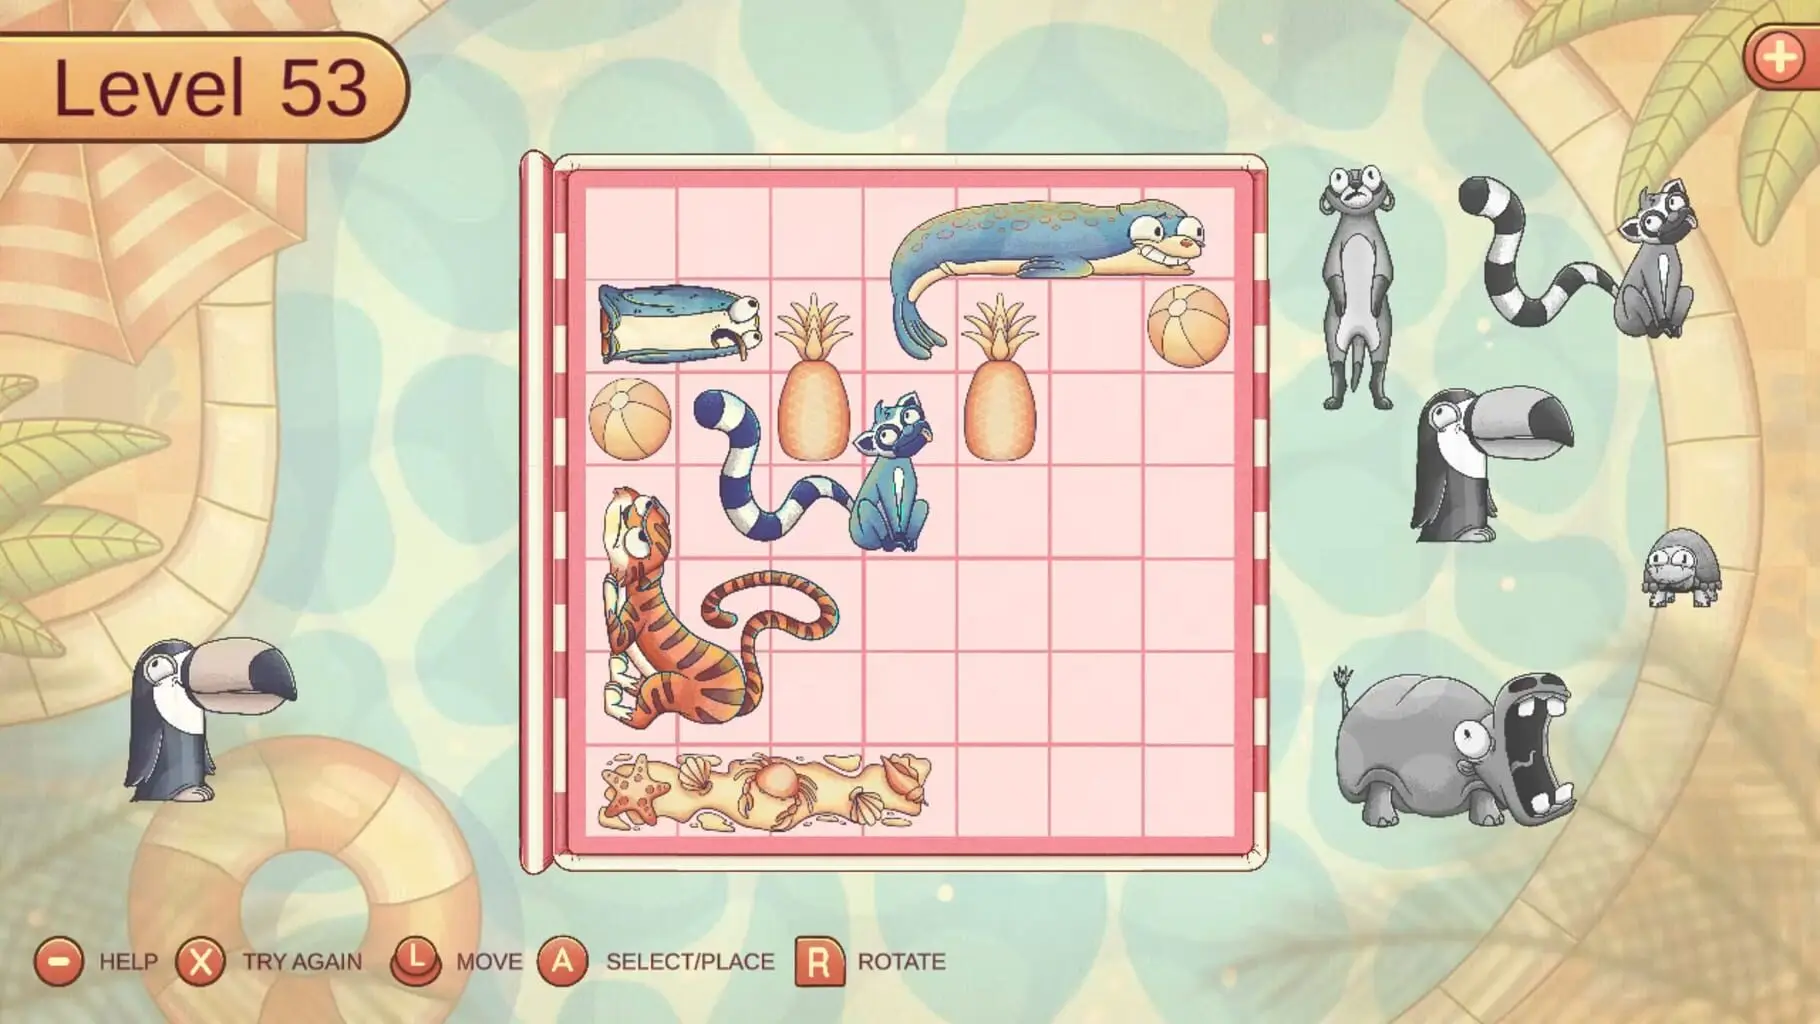 Level 53
HELP
X TRY AGAIN
L MOVE
A SELECT/PLACE
R ROTATE